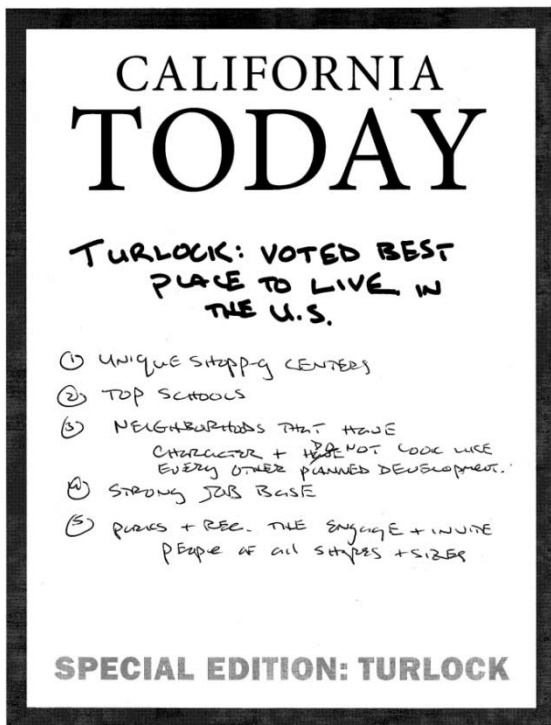 CALIFORNIA
TODAY
TURLOCK: VOTED BEST
PLACE TO LIVE IN
THE U.S.
① UNIQUE SHOPP-G CENTERS
② TOP SCHOOLS
③ NEIGHBORHOODS THAT HAVE
CHARACTER + DO NOT LOOK LIKE
EVERY OTHER PLANNED DEVELOPMENT.
④ STRONG JOB BASE
⑤ PARKS + REC. THE ENGAGE + INVITE
PEOPLE OF all SHAPES + SIZES
SPECIAL EDITION: TURLOCK